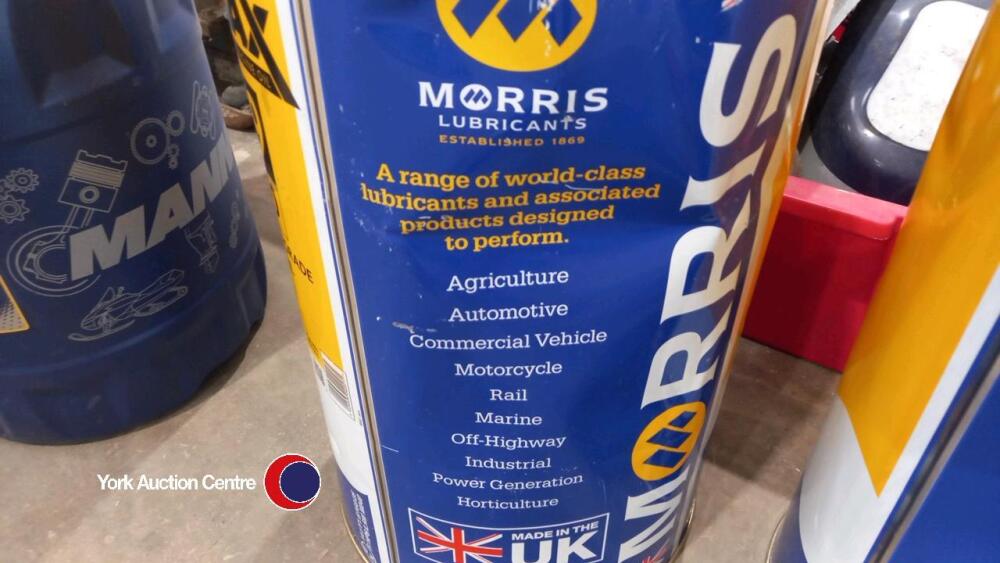 MORRIS
LUBRICANTS
ESTABLISHED 1869
A range of world-class
lubricants and associated
products designed
to perform.
Agriculture
Automotive
Commercial Vehicle
Motorcycle
Rail
Marine
Off-Highway
Industrial
Power Generation
Horticulture
MADE IN THE
UK
MORRIS
MANN
York Auction Centre